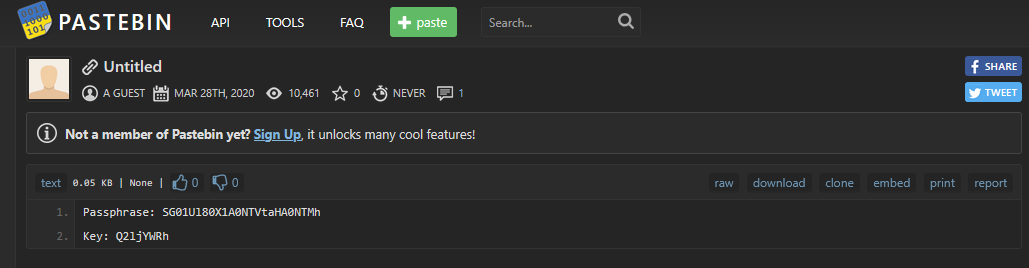 0011
1000
101
PASTEBIN API TOOLS FAQ + paste Search...
Untitled
A GUEST MAR 28TH, 2020 10,461 0 NEVER 1
SHARE
TWEET
Not a member of Pastebin yet? Sign Up, it unlocks many cool features!
text 0.05 KB | None | 0 0 raw download clone embed print report
1. Passphrase: SG01Ul80X1A0NTVtaHA0NTMh
2. Key: Q2ljYWRh